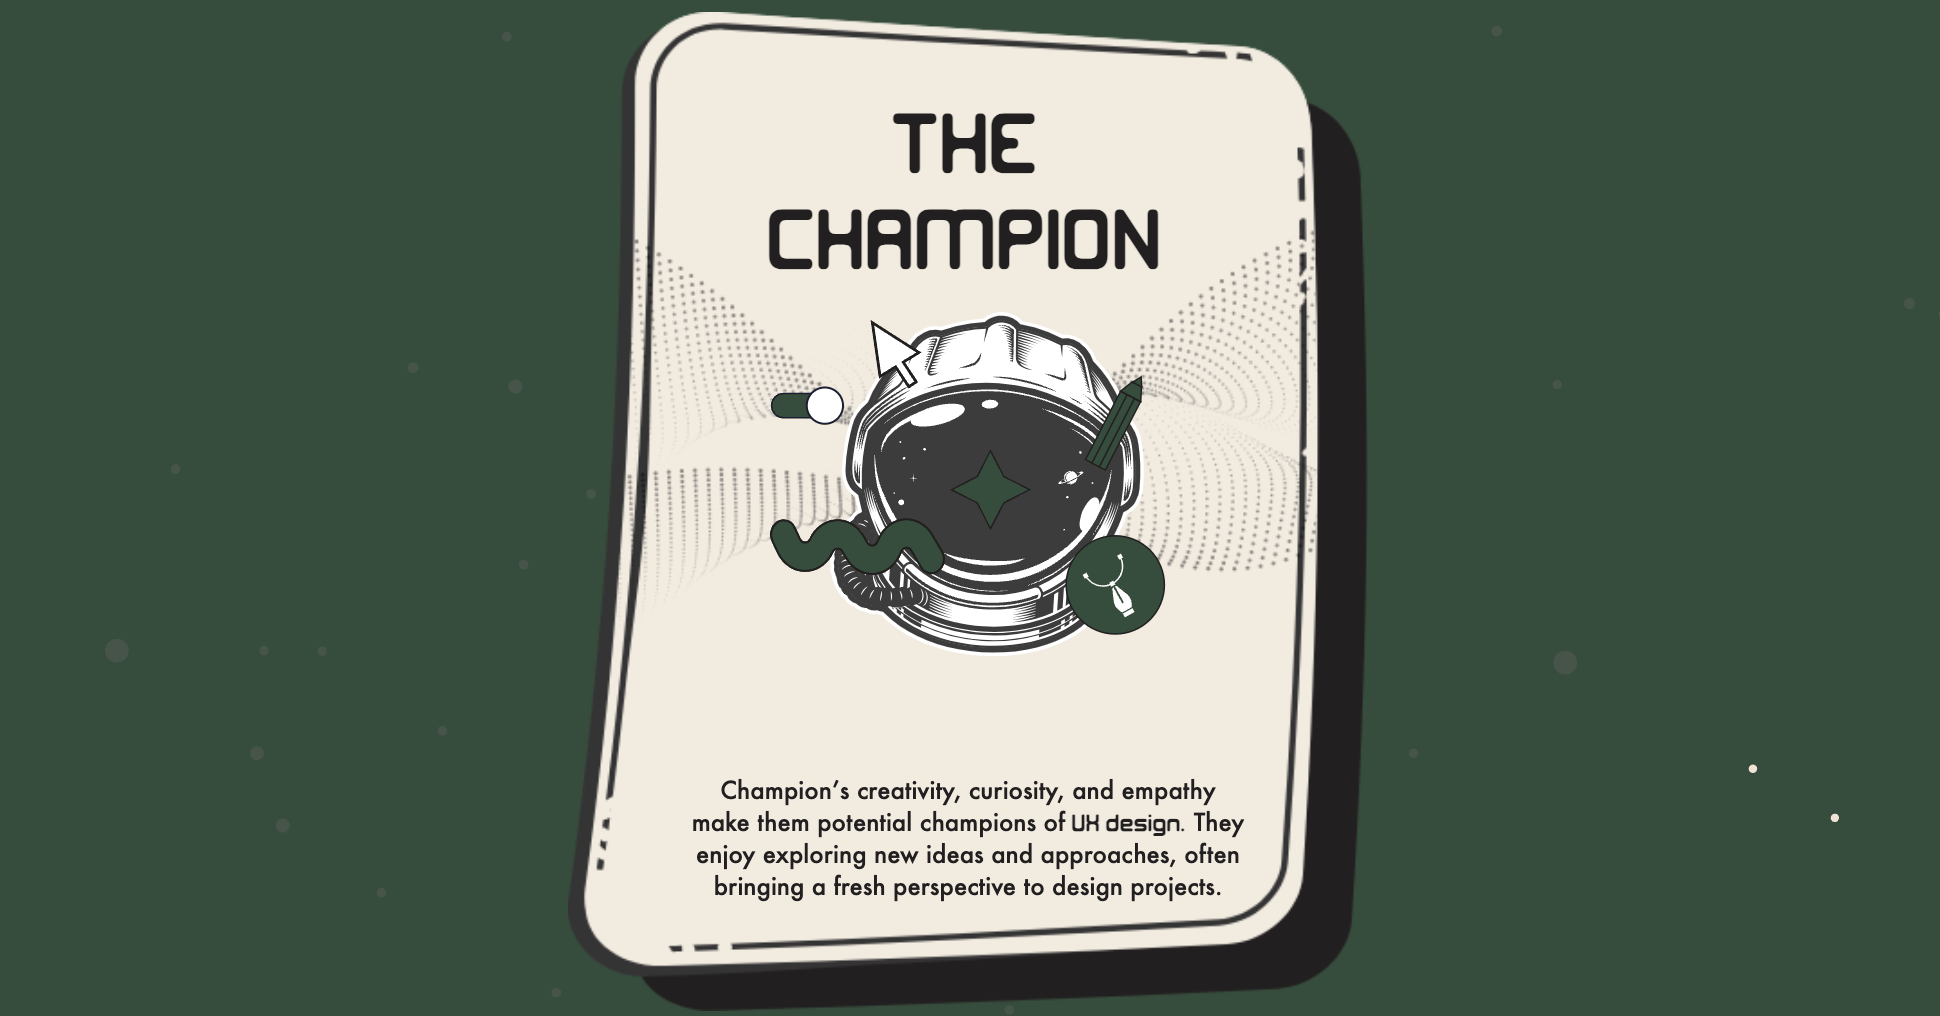 THE
CHAMPION
Champion’s creativity, curiosity, and empathy
make them potential champions of UX design. They
enjoy exploring new ideas and approaches, often
bringing a fresh perspective to design projects.